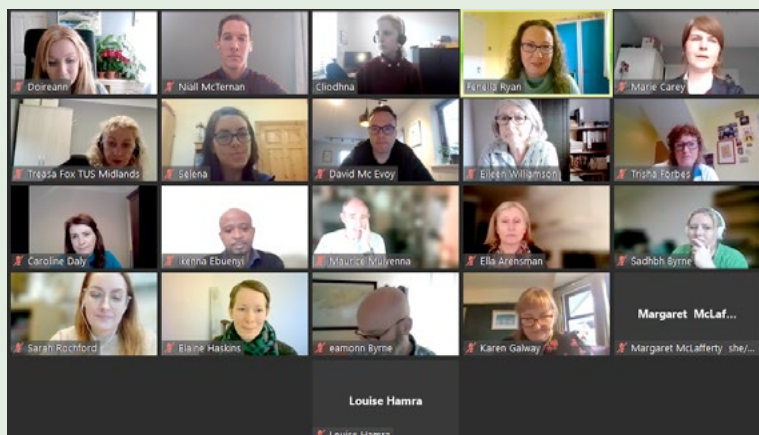 Doireann
Niall McTernan
Cliodhna
Fenella Ryan
Marie Carey
Treasa Fox TUS Midlands
Selena
David Mc Evoy
Eileen Williamson
Trisha Forbes
Caroline Daly
Ikenna Ebuenyi
Maurice Mulvenna
Ella Arensman
Sadhbh Byrne
Sarah Rochford
Elaine Haskins
eamonn Byrne
Karen Galway
Margaret McLaf...
Margaret McLafferty she/...
Louise Hamra
Louise Hamra